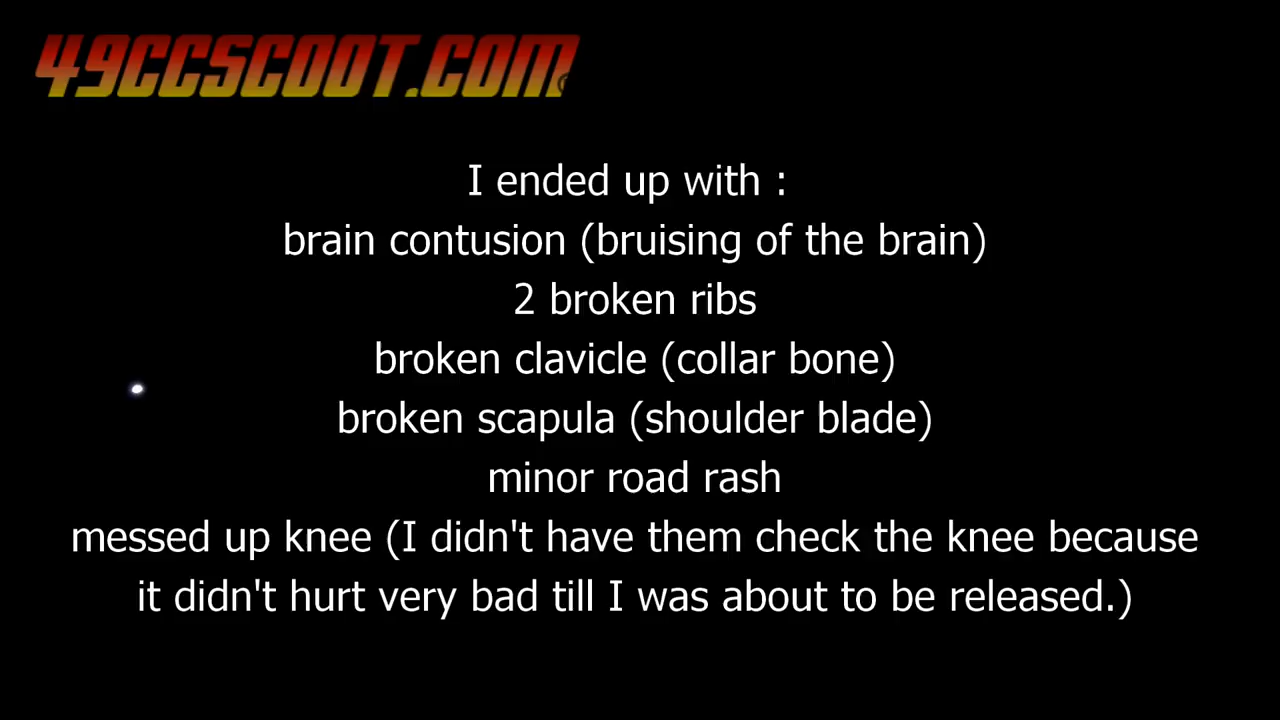 49CCSCOOT.COM
I ended up with :
brain contusion (bruising of the brain)
2 broken ribs
broken clavicle (collar bone)
broken scapula (shoulder blade)
minor road rash
messed up knee (I didn't have them check the knee because
it didn't hurt very bad till I was about to be released.)